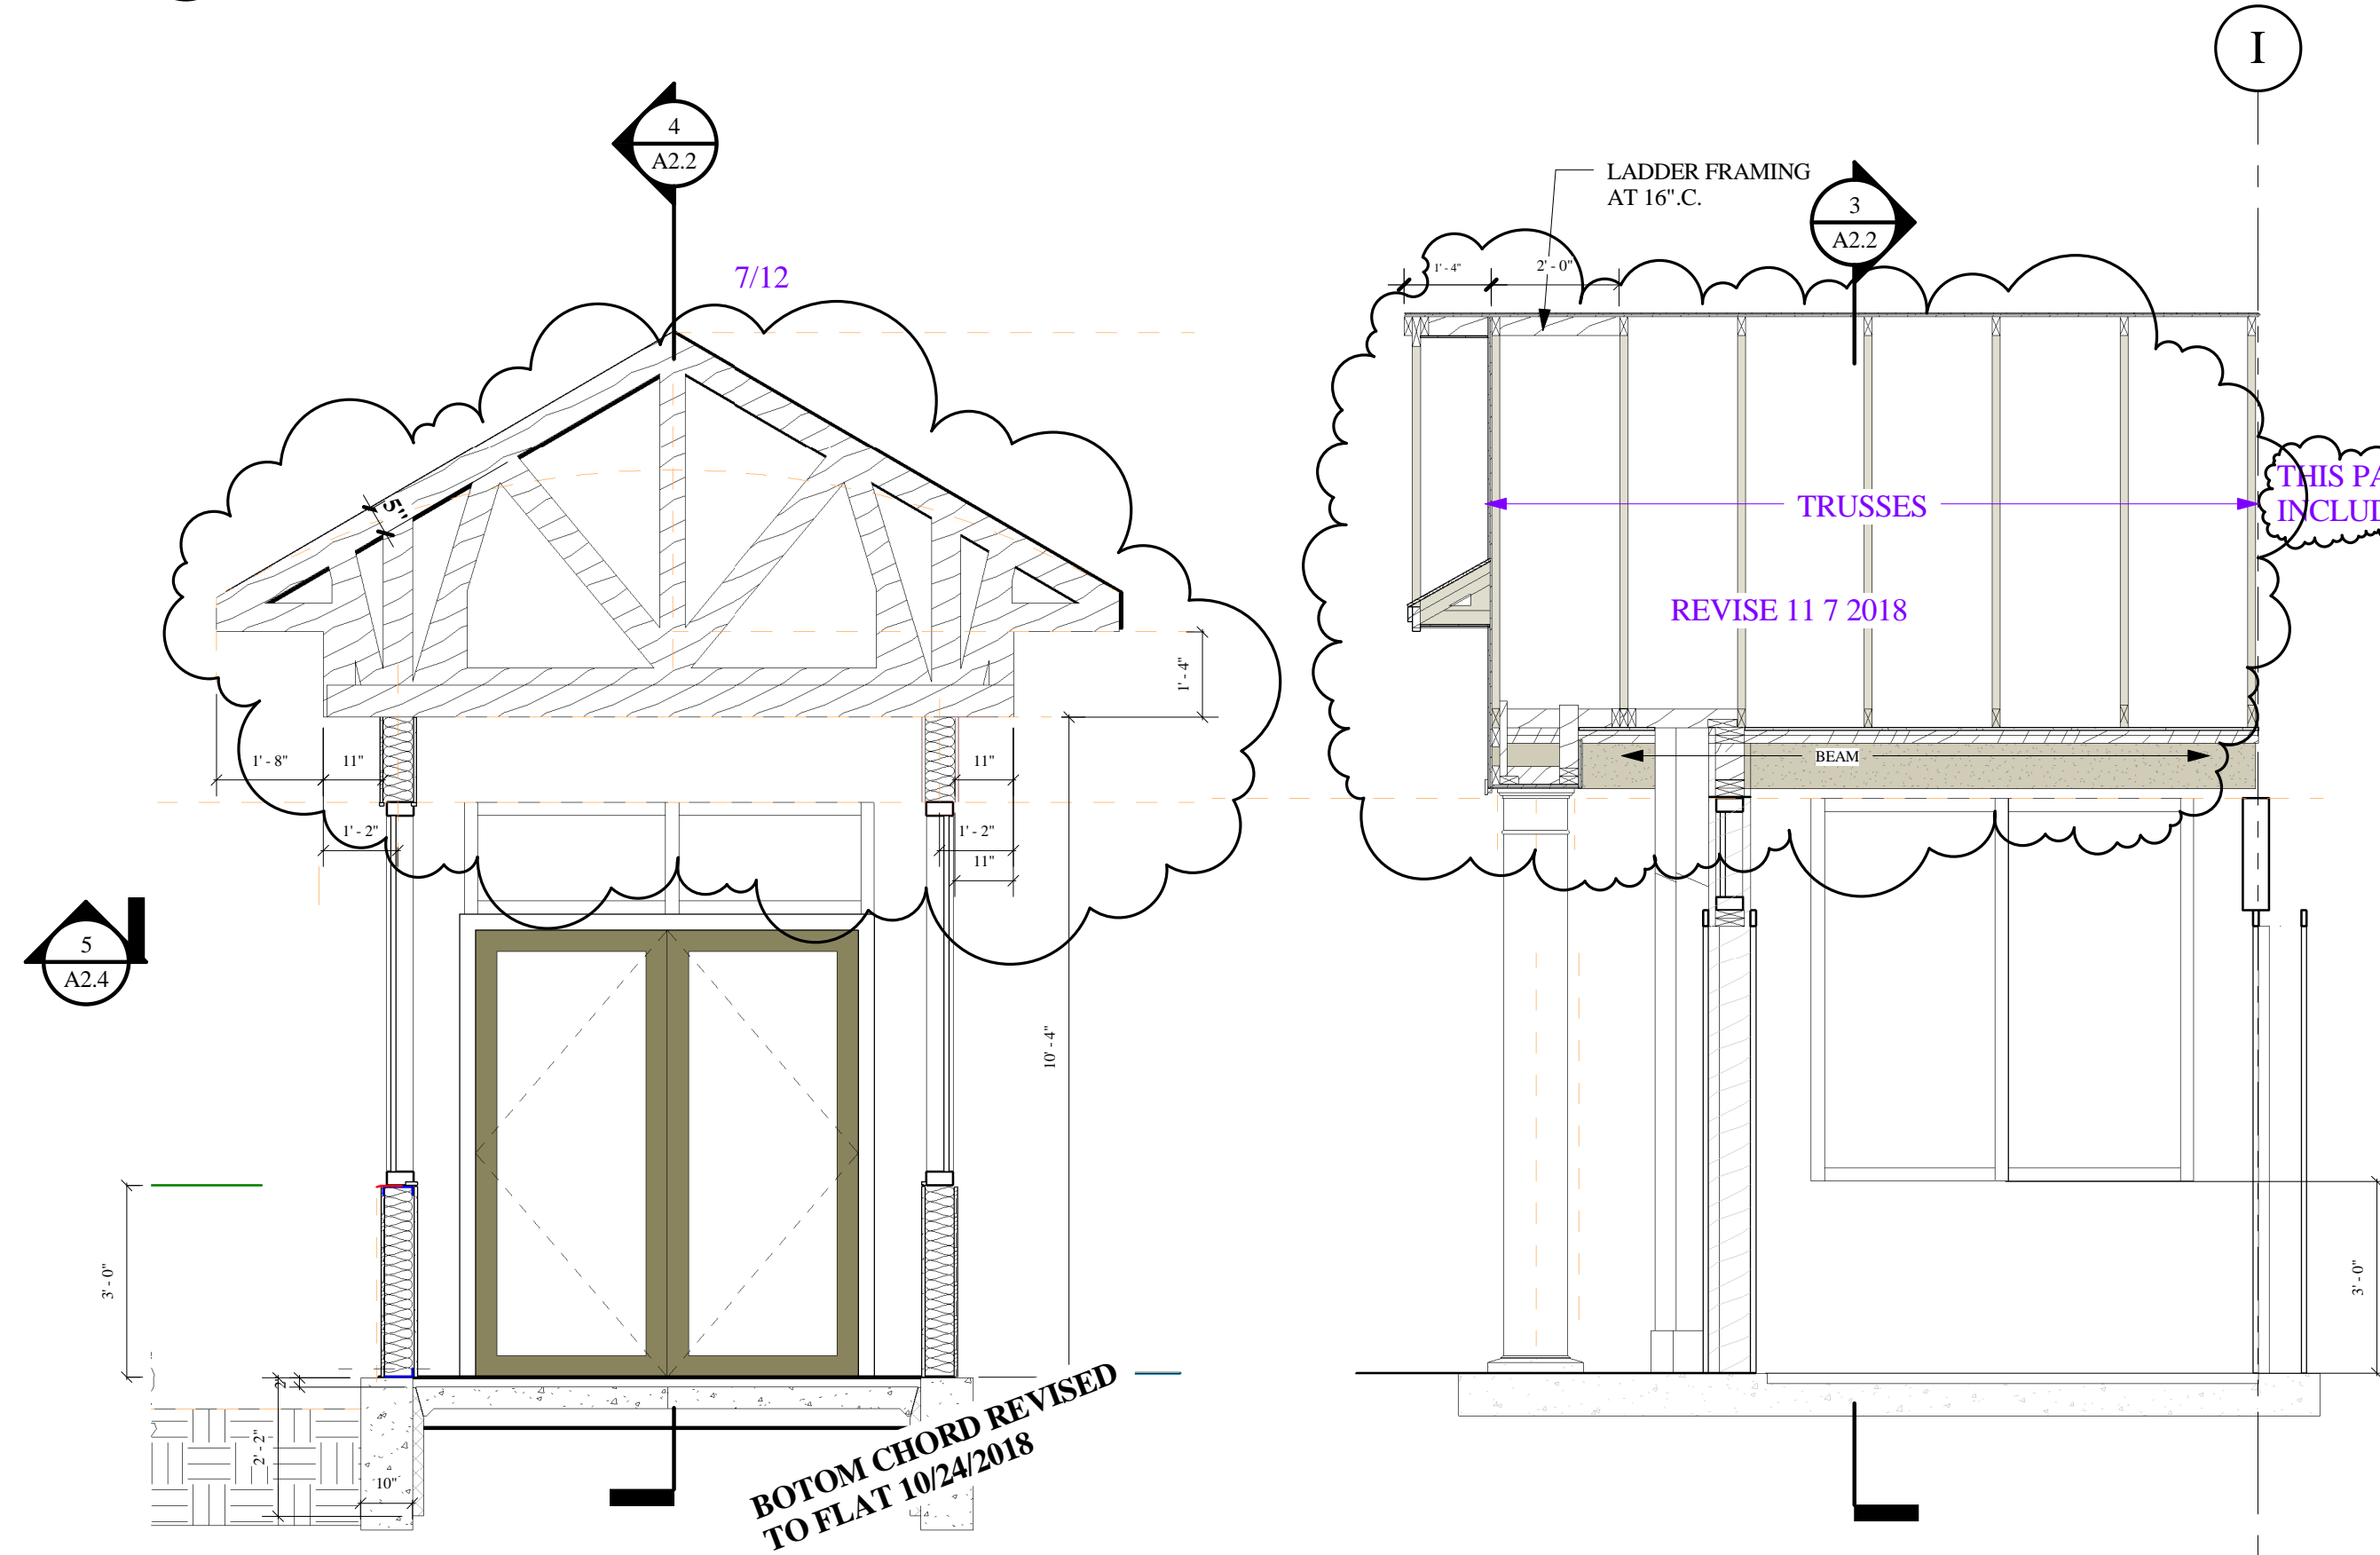 I
4
A2.2
LADDER FRAMING
AT 16".C.
3
A2.2
7/12
1' - 4"
2' - 0"
THIS PA
INCLUD
5"
TRUSSES
REVISE 11 7 2018
1' - 4"
1' - 8"
11"
11"
BEAM
1' - 2"
1' - 2"
11"
5
A2.4
10' - 4"
3' - 0"
3' - 0"
2"
2' - 2"
10"
BOTOM CHORD REVISED
TO FLAT 10/24/2018